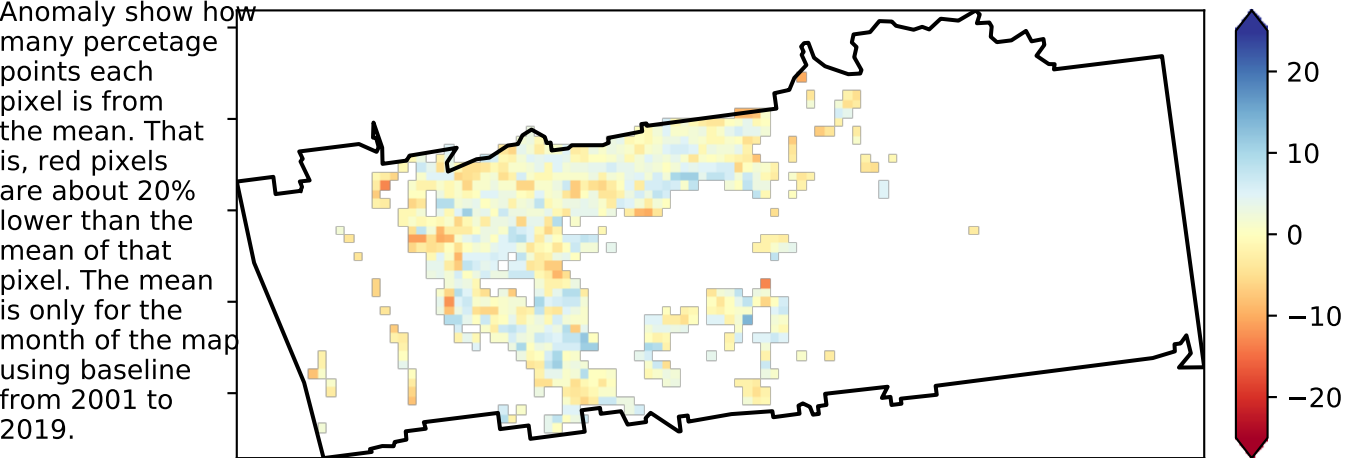 Anomaly show how
many percetage
points each
pixel is from
the mean. That
is, red pixels
are about 20%
lower than the
mean of that
pixel. The mean
is only for the
month of the map
using baseline
from 2001 to
2019.
20
10
0
−10
−20